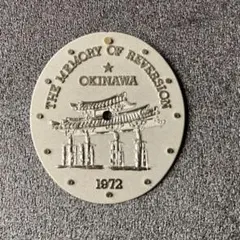 THE MEMORY OF REVERSION
OKINAWA
1972